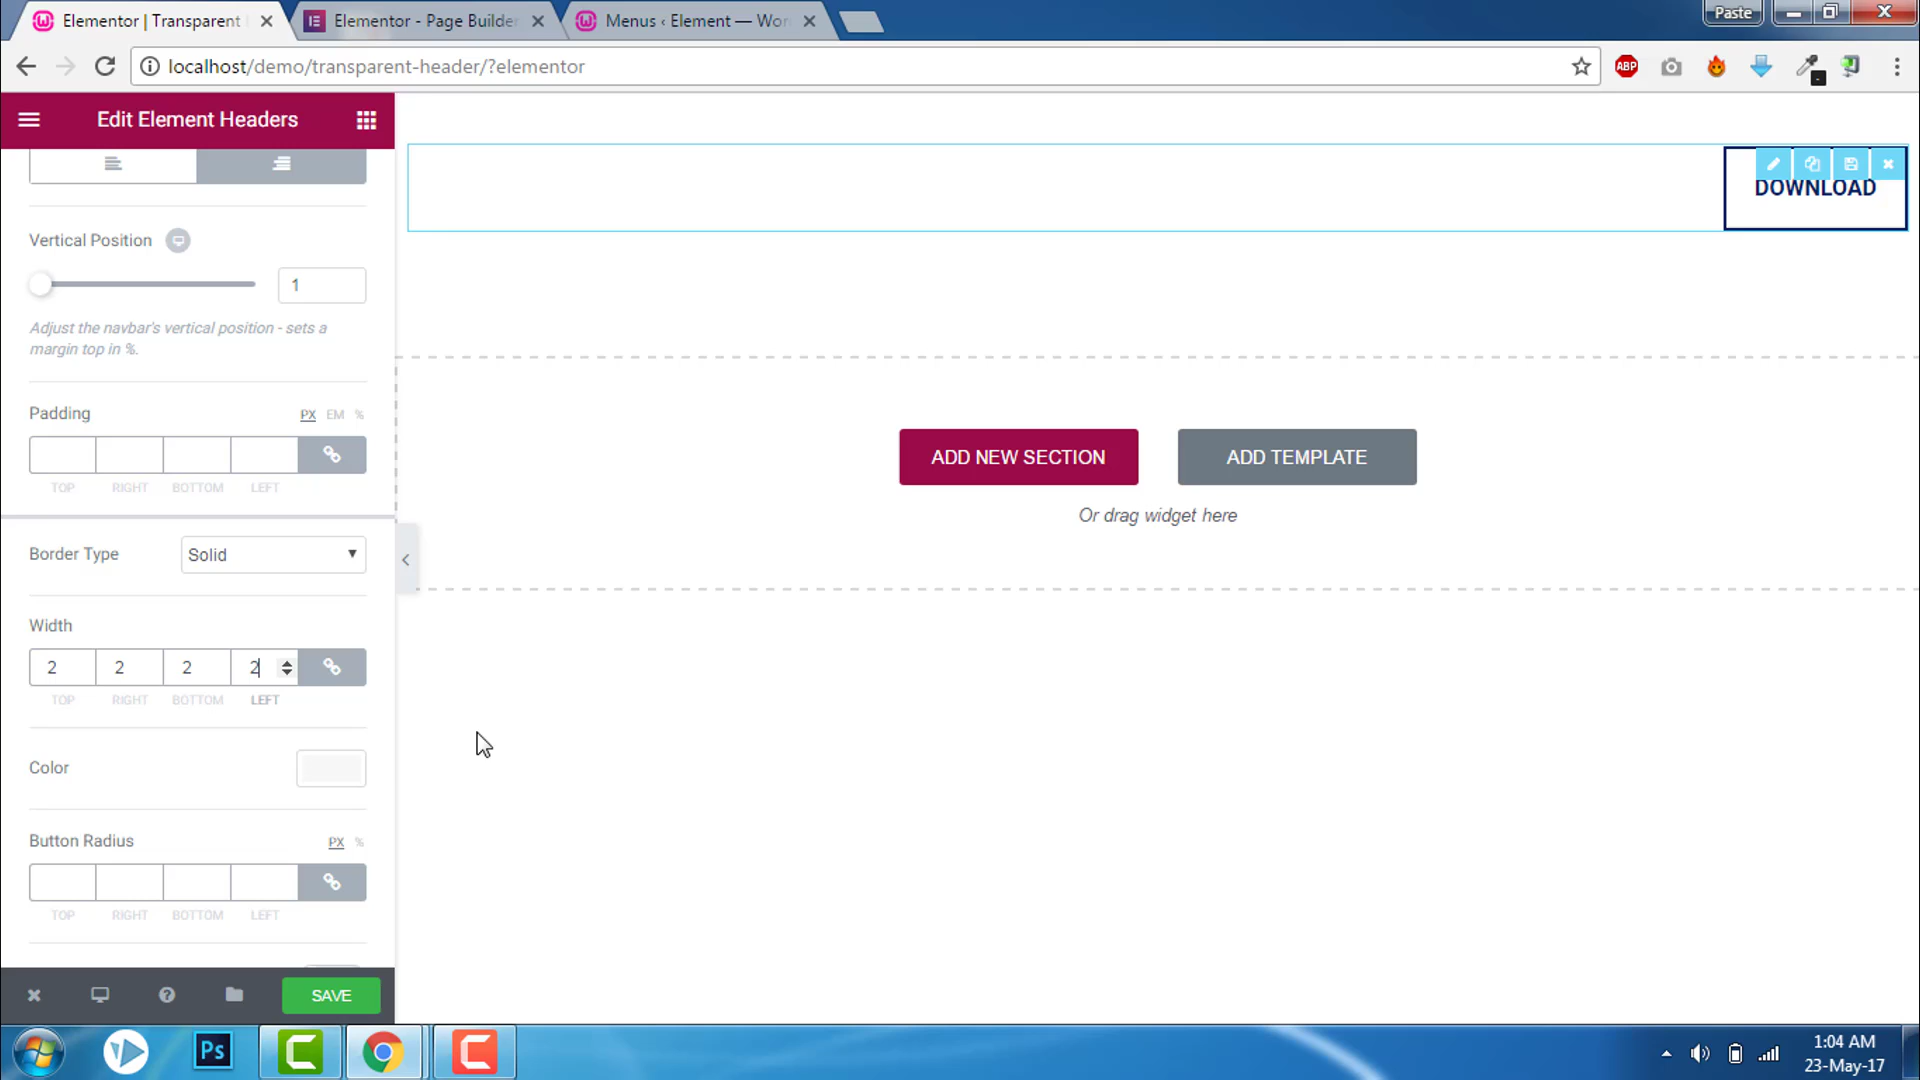 Elementor | Transparent
Elementor - Page Builder
Menus ‹ Element — Wor
Paste
localhost/demo/transparent-header/?elementor
ABP
Edit Element Headers
DOWNLOAD
Vertical Position
1
Adjust the navbar's vertical position - sets a
margin top in %.
Padding
PX EM %
TOP RIGHT BOTTOM LEFT
ADD NEW SECTION
ADD TEMPLATE
Or drag widget here
Border Type
Solid
Width
2 2 2 2
TOP RIGHT BOTTOM LEFT
Color
Button Radius
PX %
TOP RIGHT BOTTOM LEFT
SAVE
Ps
1:04 AM
23-May-17